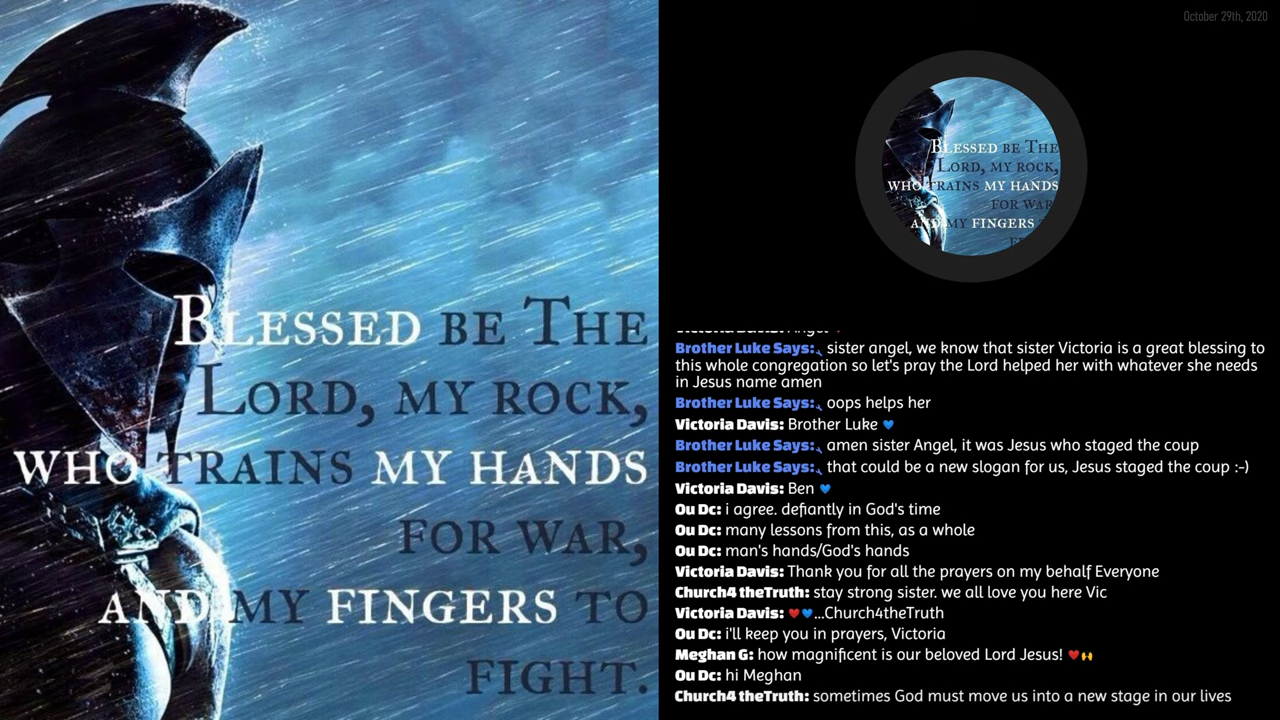 BLESSED BE THE
LORD, MY ROCK,
WHO TRAINS MY HANDS
FOR WAR,
AND MY FINGERS TO
FIGHT.
October 29th, 2020
BLESSED BE THE
LORD, MY ROCK,
WHO TRAINS MY HANDS
FOR WAR
AND MY FINGERS
Victoria Davis: Angel ❤️
Brother Luke Says: sister angel, we know that sister Victoria is a great blessing to
this whole congregation so let's pray the Lord helped her with whatever she needs
in Jesus name amen
Brother Luke Says: oops helps her
Victoria Davis: Brother Luke 💙
Brother Luke Says: amen sister Angel, it was Jesus who staged the coup
Brother Luke Says: that could be a new slogan for us, Jesus staged the coup :-)
Victoria Davis: Ben 💙
Ou Dc: i agree. defiantly in God's time
Ou Dc: many lessons from this, as a whole
Ou Dc: man's hands/God's hands
Victoria Davis: Thank you for all the prayers on my behalf Everyone
Church4 theTruth: stay strong sister. we all love you here Vic
Victoria Davis: ❤️💙...Church4theTruth
Ou Dc: i'll keep you in prayers, Victoria
Meghan G: how magnificent is our beloved Lord Jesus! ❤️🙌
Ou Dc: hi Meghan
Church4 theTruth: sometimes God must move us into a new stage in our lives